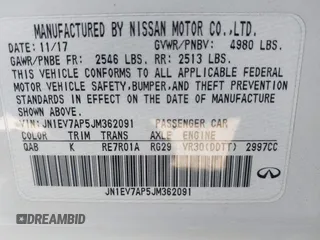 MANUFACTURED BY NISSAN MOTOR CO.,LTD.
DATE: 11/17 GVWR/PNBV: 4980 LBS.
GAWR/PNBE FR: 2546 LBS. RR: 2513 LBS.
THIS VEHICLE CONFORMS TO ALL APPLICABLE FEDERAL
MOTOR VEHICLE SAFETY, BUMPER, AND THEFT
PREVENTION STANDARDS IN EFFECT ON THE DATE OF MANUFACTURE
SHOWN ABOVE.
VIN: JN1EV7AP5JM362091 PASSENGER CAR
COLOR TRIM TRANS AXLE ENGINE
QAB K RE7R01A RG29 VR30(DDTT) 2997CC
JN1EV7AP5JM362091
INFINITI